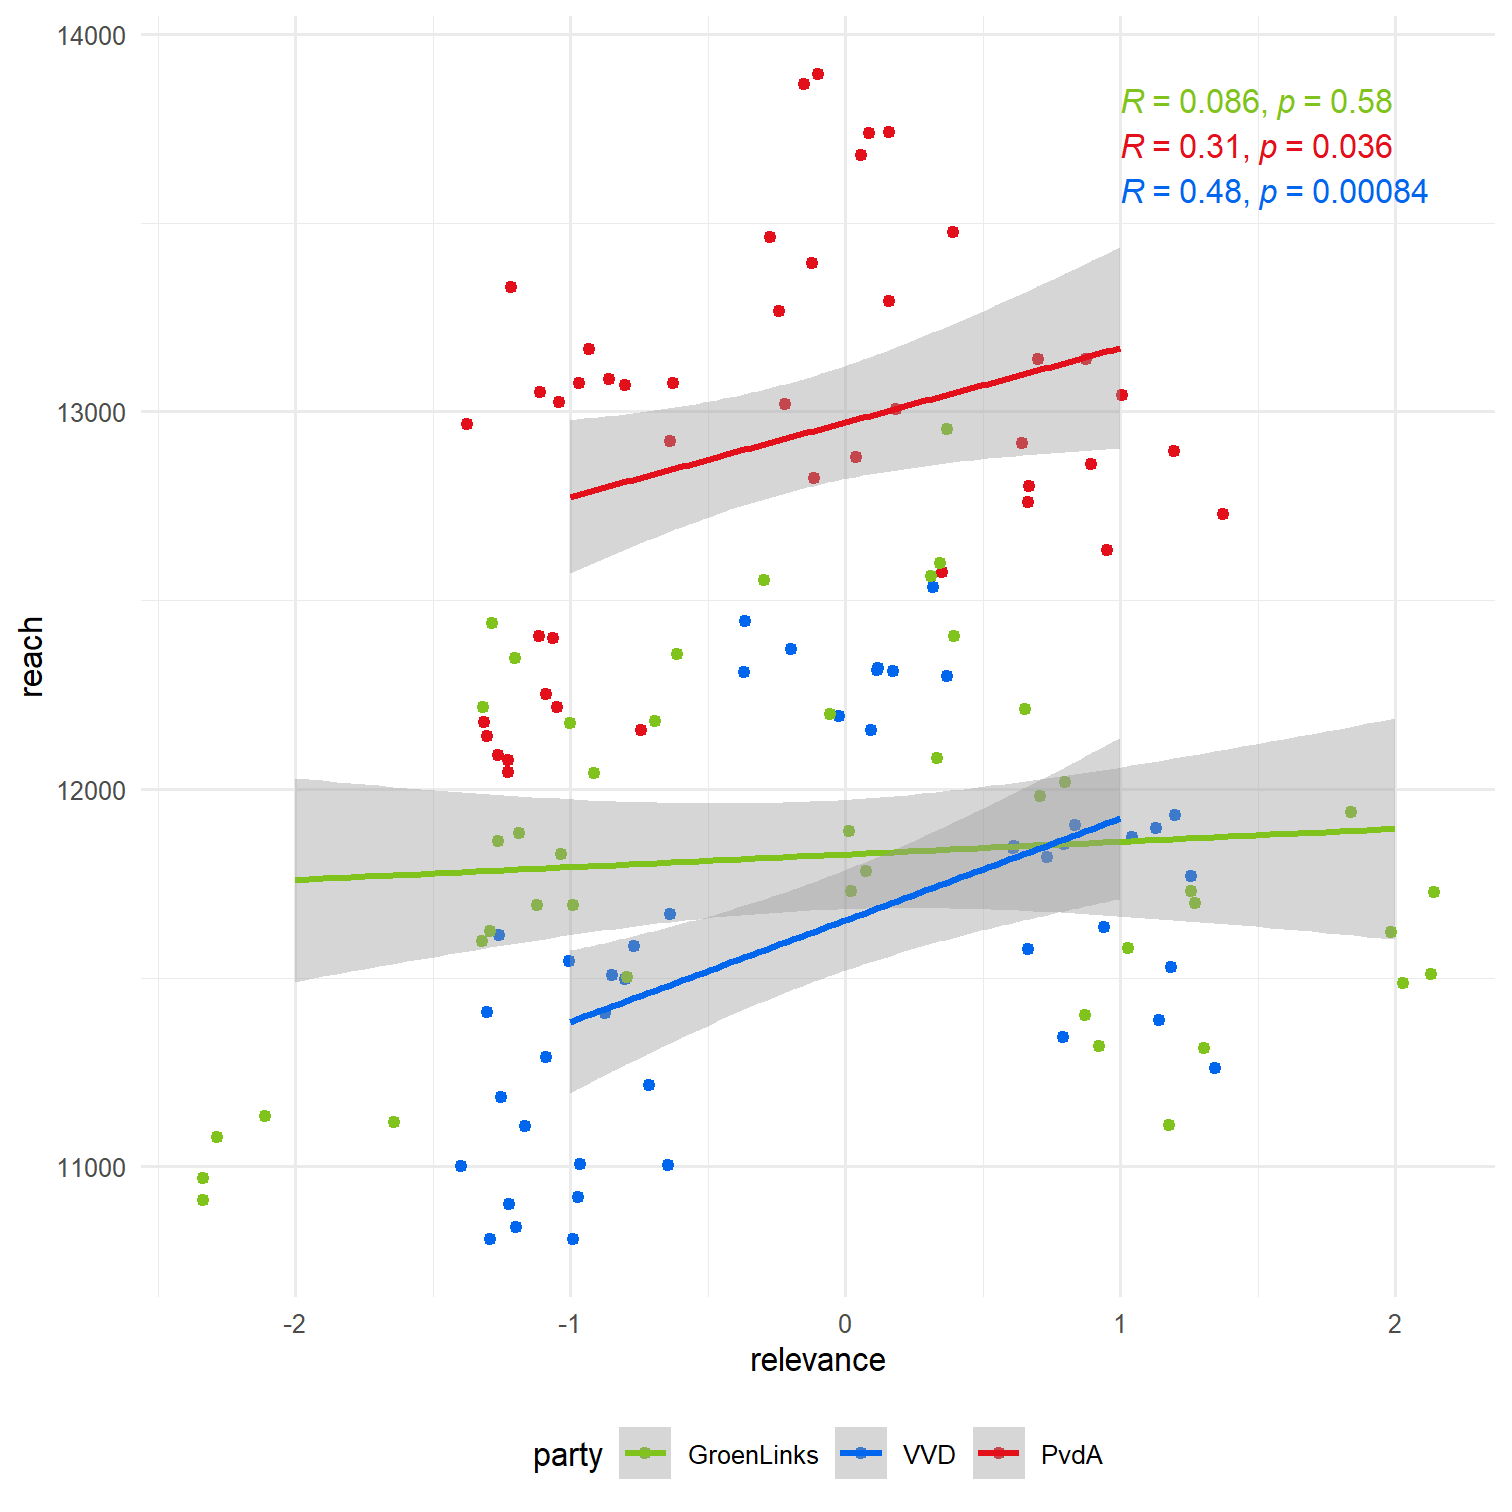 14000
R = 0.086, p = 0.58
R = 0.31, p = 0.036
R = 0.48, p = 0.00084
13000
reach
12000
11000
-2 -1 0 1 2
relevance
party GroenLinks VVD PvdA